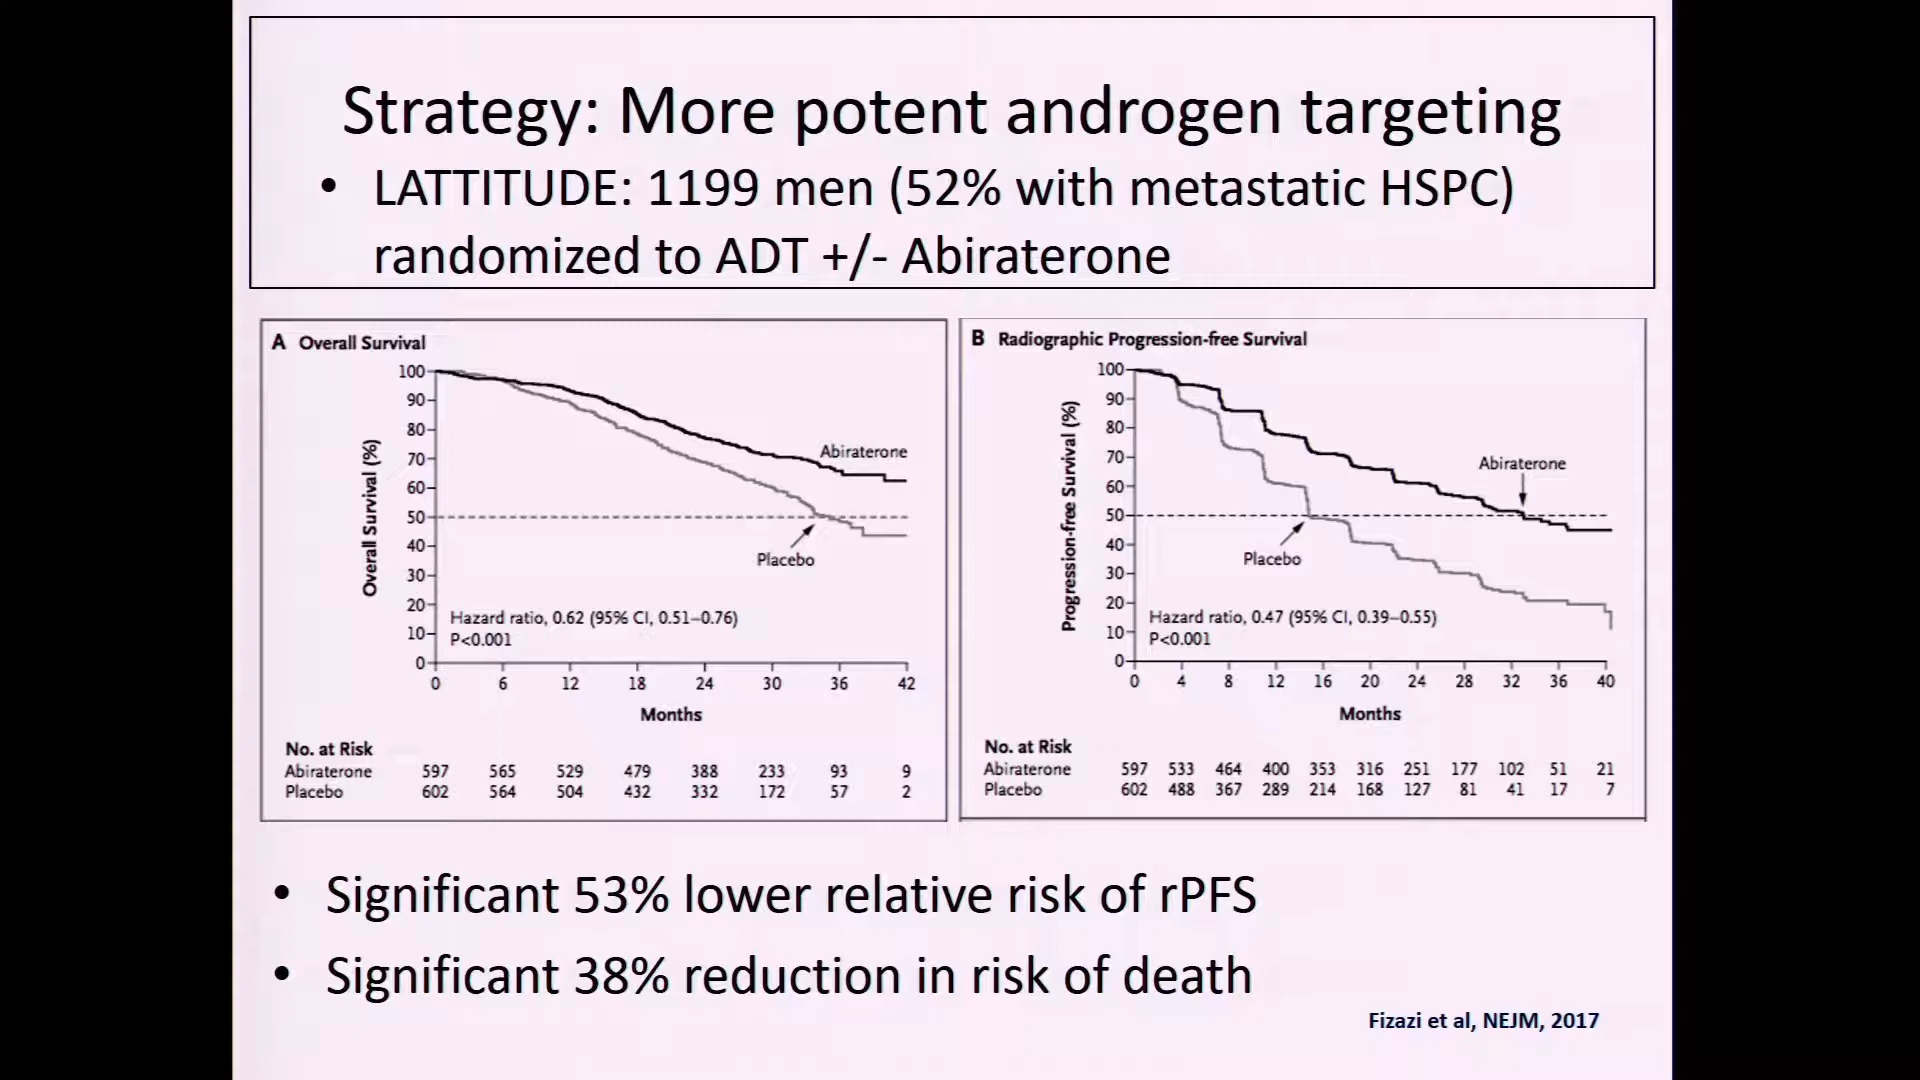 Strategy: More potent androgen targeting
• LATTITUDE: 1199 men (52% with metastatic HSPC)
randomized to ADT +/- Abiraterone
A Overall Survival
Overall Survival (%)
100
90
80
70
60
50
40
30
20
10
0
Abiraterone
Placebo
Hazard ratio, 0.62 (95% CI, 0.51–0.76)
P<0.001
0 6 12 18 24 30 36 42
Months
No. at Risk
Abiraterone 597 565 529 479 388 233 93 9
Placebo 602 564 504 432 332 172 57 2
B Radiographic Progression-free Survival
Progression-free Survival (%)
100
90
80
70
60
50
40
30
20
10
0
Abiraterone
Placebo
Hazard ratio, 0.47 (95% CI, 0.39–0.55)
P<0.001
0 4 8 12 16 20 24 28 32 36 40
Months
No. at Risk
Abiraterone 597 533 464 400 353 316 251 177 102 51 21
Placebo 602 488 367 289 214 168 127 81 41 17 7
• Significant 53% lower relative risk of rPFS
• Significant 38% reduction in risk of death
Fizazi et al, NEJM, 2017